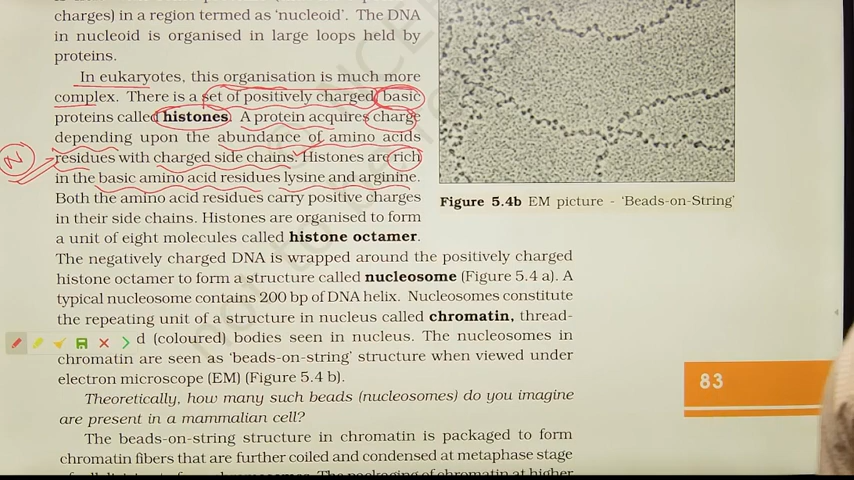 charges) in a region termed as ‘nucleoid’. The DNA
in nucleoid is organised in large loops held by
proteins.
In eukaryotes, this organisation is much more
complex. There is a set of positively charged basic
proteins called histones. A protein acquires charge
depending upon the abundance of amino acids
residues with charged side chains. Histones are rich
in the basic amino acid residues lysine and arginine.
Both the amino acid residues carry positive charges
in their side chains. Histones are organised to form
a unit of eight molecules called histone octamer.
The negatively charged DNA is wrapped around the positively charged
histone octamer to form a structure called nucleosome (Figure 5.4 a). A
typical nucleosome contains 200 bp of DNA helix. Nucleosomes constitute
the repeating unit of a structure in nucleus called chromatin, thread-
d (coloured) bodies seen in nucleus. The nucleosomes in
chromatin are seen as ‘beads-on-string’ structure when viewed under
electron microscope (EM) (Figure 5.4 b).
Theoretically, how many such beads (nucleosomes) do you imagine
are present in a mammalian cell?
The beads-on-string structure in chromatin is packaged to form
chromatin fibers that are further coiled and condensed at metaphase stage
Figure 5.4b EM picture - ‘Beads-on-String’
83
N